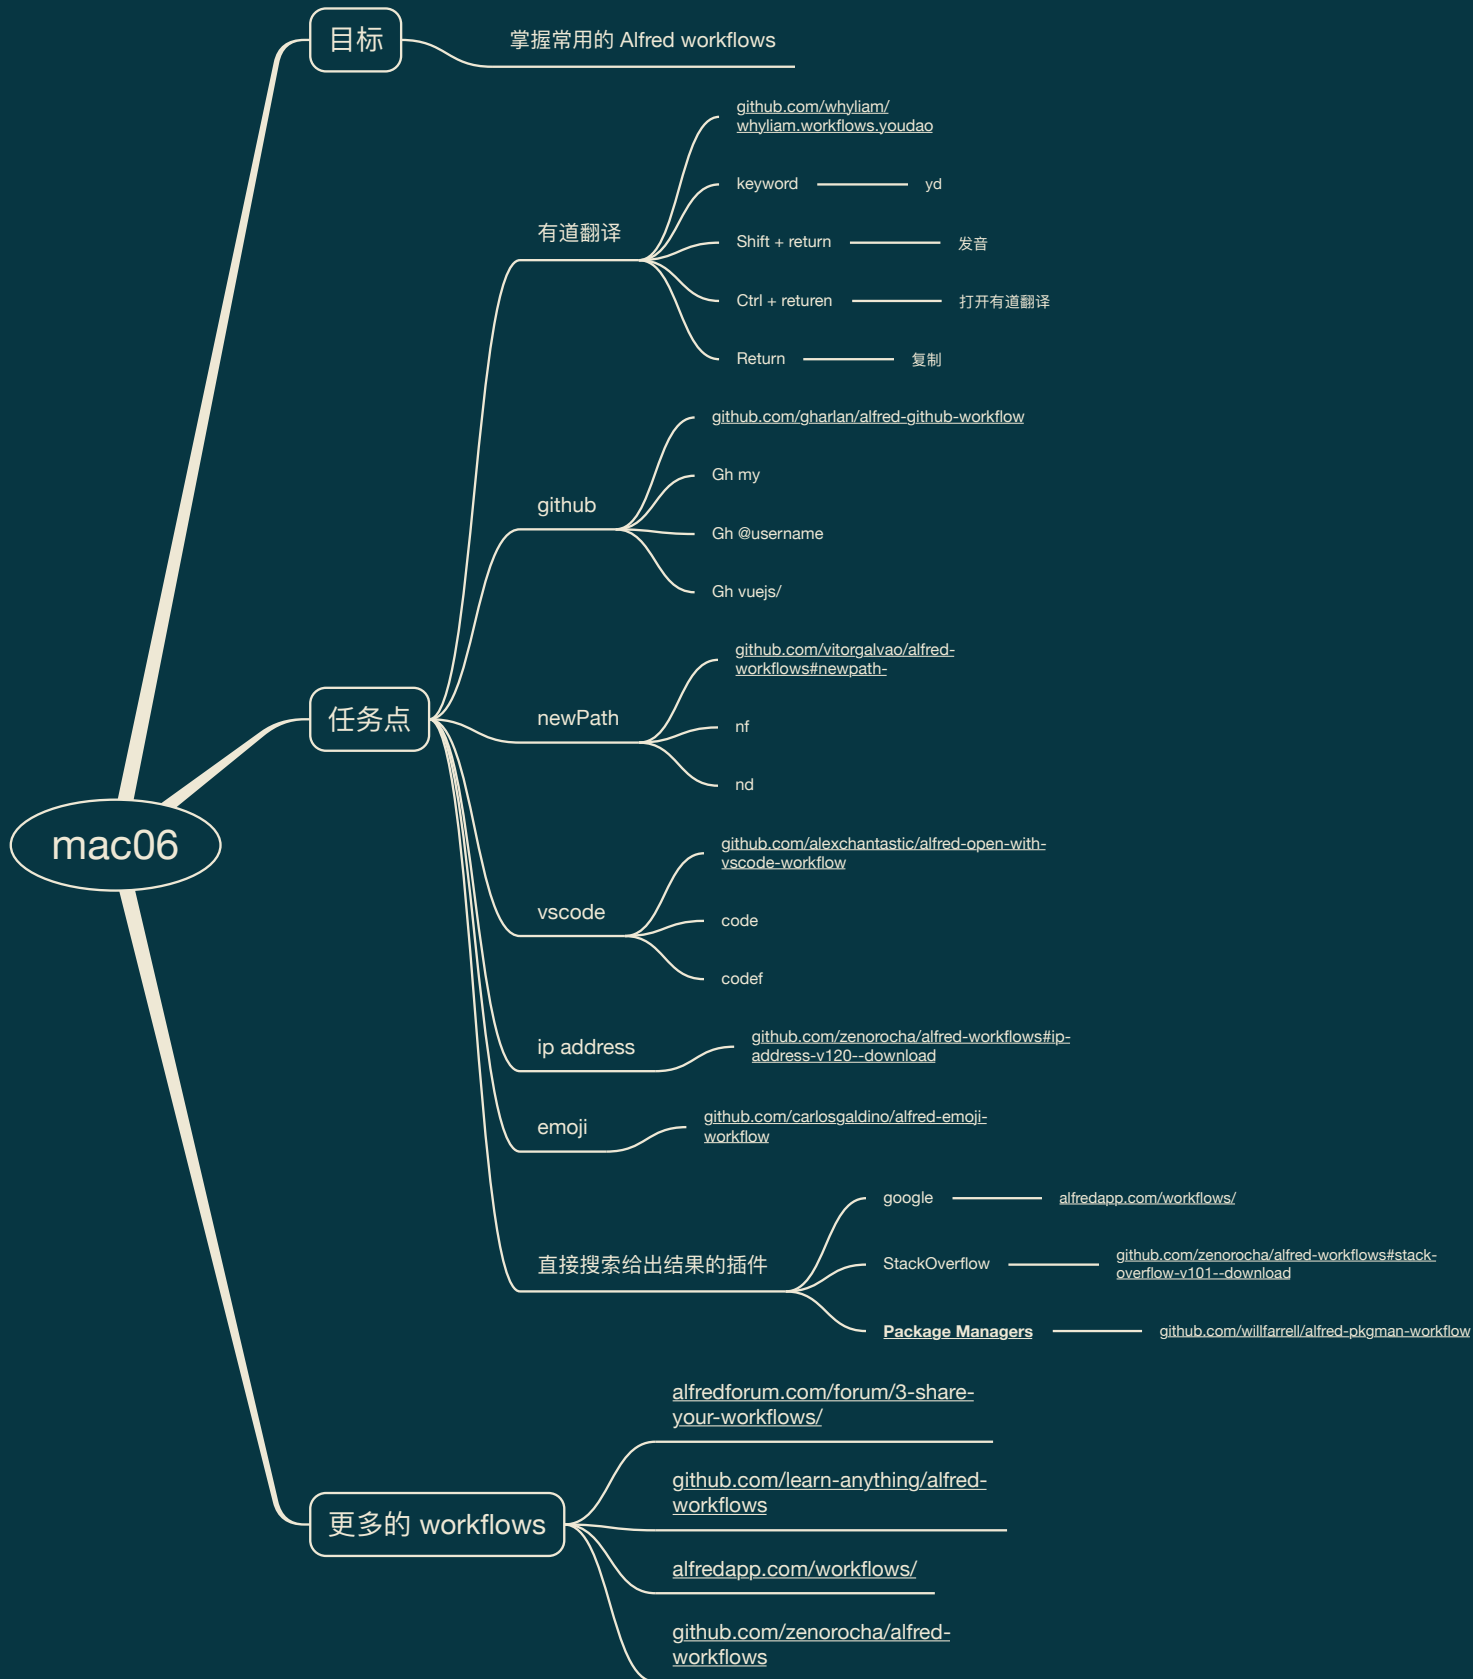 目标
掌握常用的 Alfred workflows
github.com/whyliam/
whyliam.workflows.youdao
keyword
yd
有道翻译
Shift + return
发音
Ctrl + returen
打开有道翻译
Return
复制
github.com/gharlan/alfred-github-workflow
Gh my
github
Gh @username
Gh vuejs/
github.com/vitorgalvao/alfred-
workflows#newpath-
newPath
nf
nd
任务点
mac06
github.com/alexchantastic/alfred-open-with-
vscode-workflow
vscode
code
codef
ip address
github.com/zenorocha/alfred-workflows#ip-
address-v120--download
emoji
github.com/carlosgaldino/alfred-emoji-
workflow
google
alfredapp.com/workflows/
直接搜索给出结果的插件
StackOverflow
github.com/zenorocha/alfred-workflows#stack-
overflow-v101--download
Package Managers
github.com/willfarrell/alfred-pkgman-workflow
alfredforum.com/forum/3-share-
your-workflows/
github.com/learn-anything/alfred-
workflows
更多的 workflows
alfredapp.com/workflows/
github.com/zenorocha/alfred-
workflows